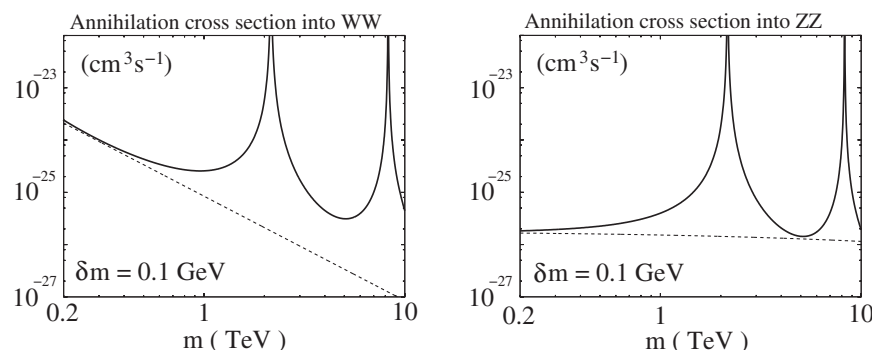 Annihilation cross section into WW
(cm³s⁻¹)
10⁻²³
10⁻²⁵
10⁻²⁷
δm = 0.1 GeV
0.2 1 10
m ( TeV )
Annihilation cross section into ZZ
(cm³s⁻¹)
10⁻²³
10⁻²⁵
10⁻²⁷
δm = 0.1 GeV
0.2 1 10
m ( TeV )